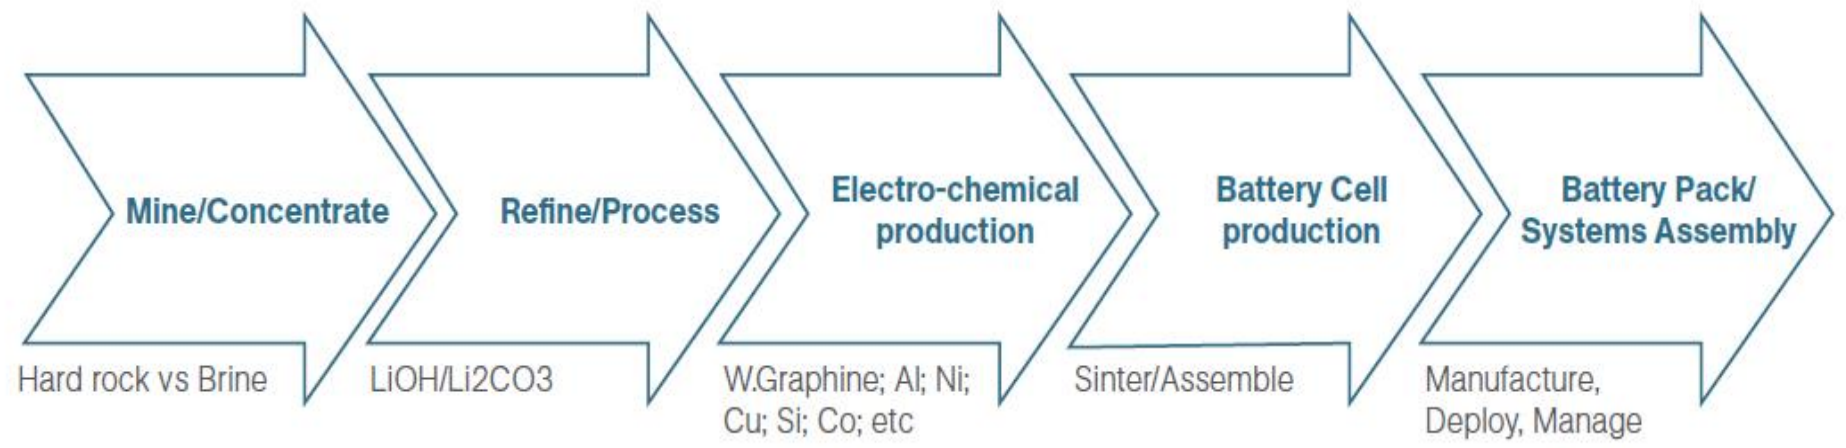 Mine/Concentrate
Refine/Process
Electro-chemical
production
Battery Cell
production
Battery Pack/
Systems Assembly
Hard rock vs Brine
LiOH/Li2CO3
W.Graphine; Al; Ni;
Cu; Si; Co; etc
Sinter/Assemble
Manufacture,
Deploy, Manage